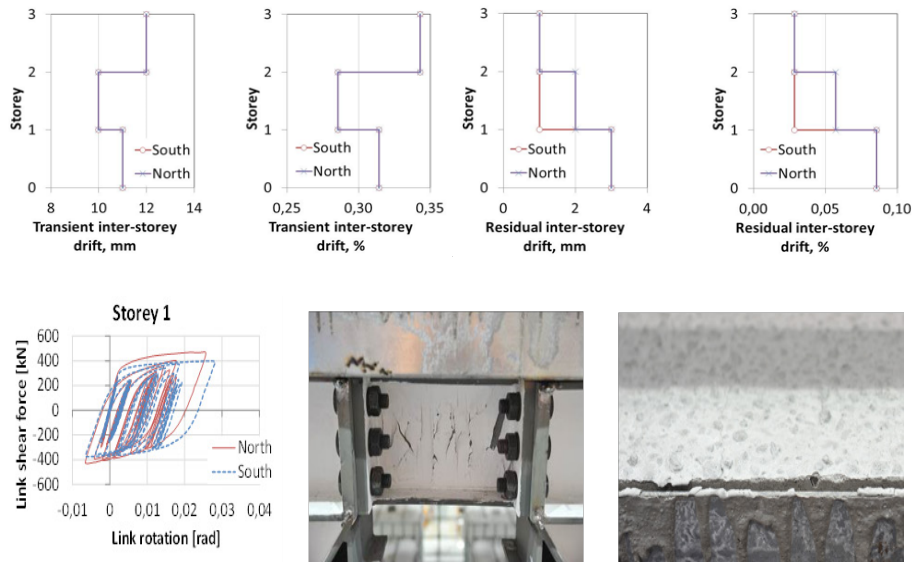 3
2
1
0
Storey
South
North
8 10 12 14
Transient inter-storey
drift, mm
3
2
1
0
Storey
South
North
0,25 0,30 0,35
Transient inter-storey
drift, %
3
2
1
0
Storey
South
North
0 2 4
Residual inter-storey
drift, mm
3
2
1
0
Storey
South
North
0,00 0,05 0,10
Residual inter-storey
drift, %
Storey 1
Link shear force [kN]
600
400
200
0
-200
-400
-600
North
South
-0,01 0 0,01 0,02 0,03 0,04
Link rotation [rad]